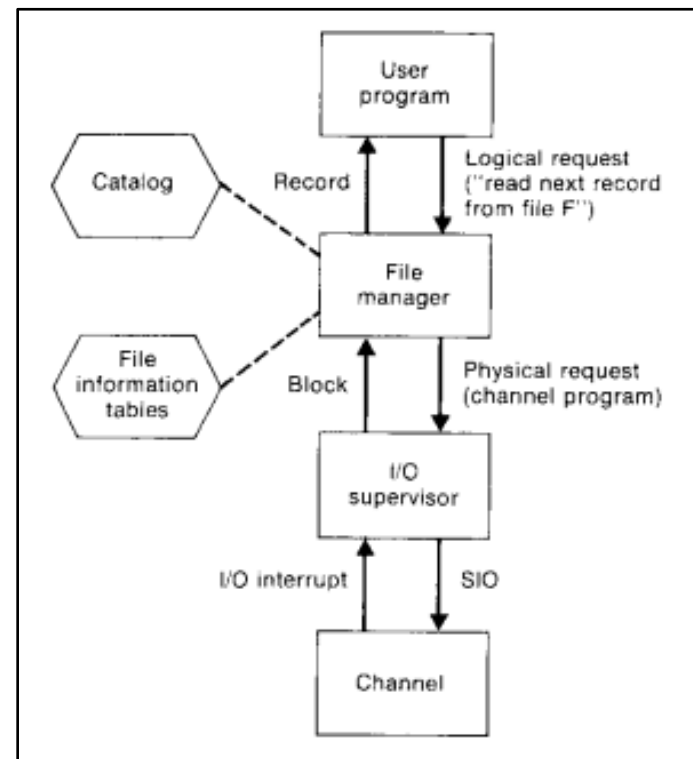 User
program
Catalog
Record
Logical request
("read next record
from file F")
File
manager
File
information
tables
Block
Physical request
(channel program)
I/O
supervisor
I/O interrupt
SIO
Channel